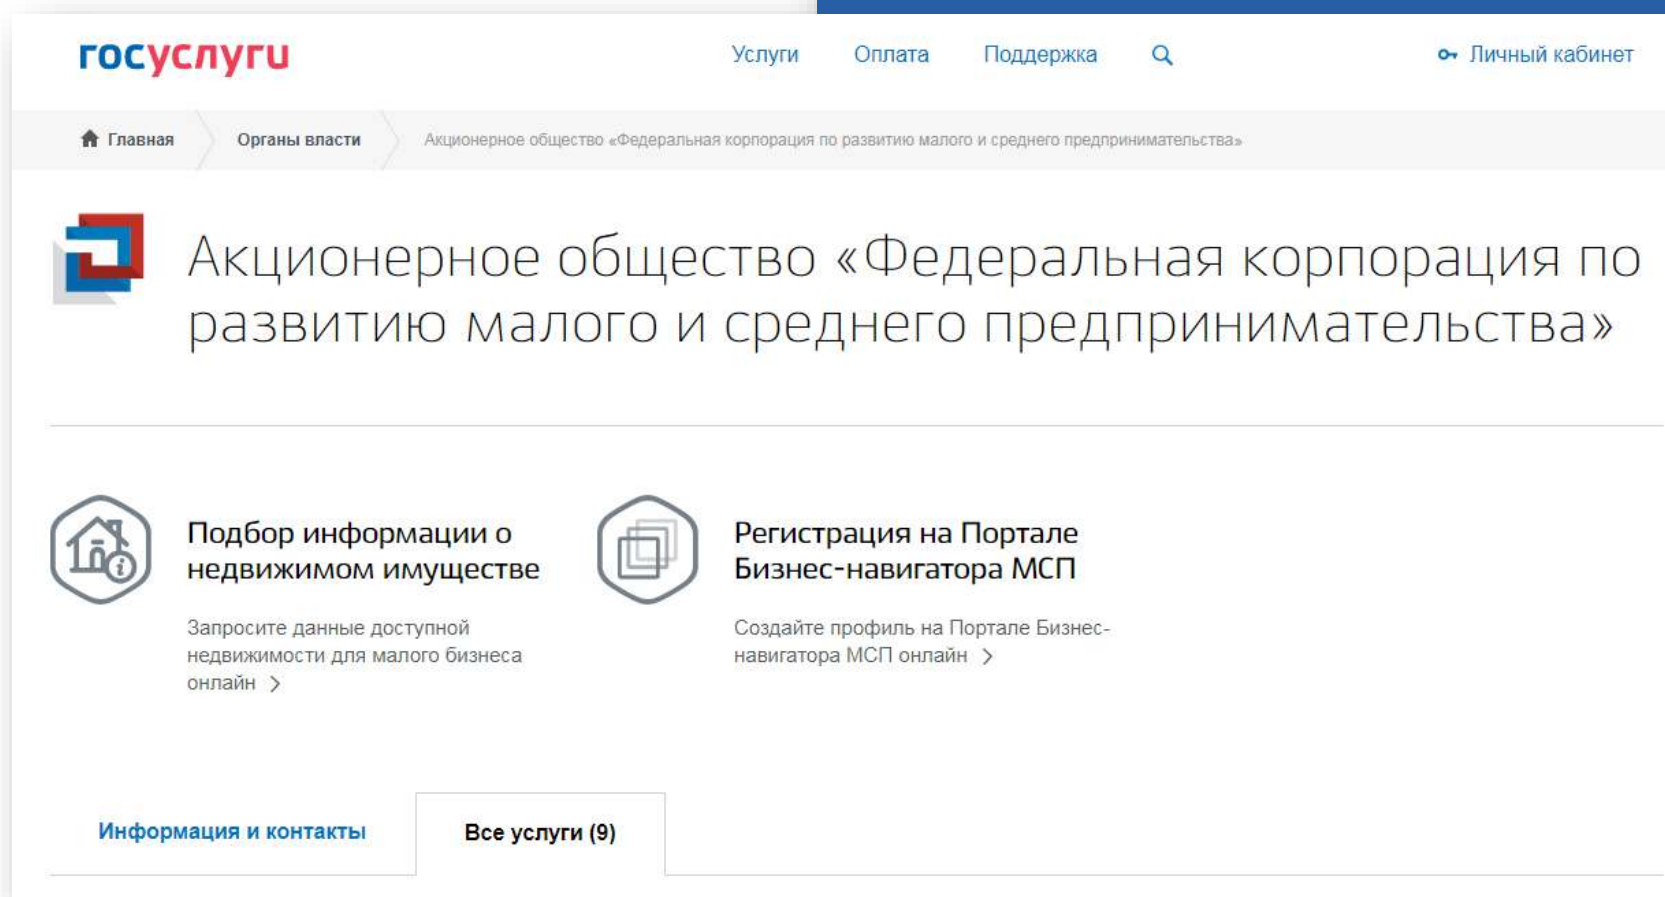 госуслуги
Услуги Оплата Поддержка Личный кабинет
Главная Органы власти Акционерное общество «Федеральная корпорация по развитию малого и среднего предпринимательства»
Акционерное общество «Федеральная корпорация по
развитию малого и среднего предпринимательства»
Подбор информации о
недвижимом имуществе
Запросите данные доступной
недвижимости для малого бизнеса
онлайн >
Регистрация на Портале
Бизнес-навигатора МСП
Создайте профиль на Портале Бизнес-
навигатора МСП онлайн >
Информация и контакты Все услуги (9)